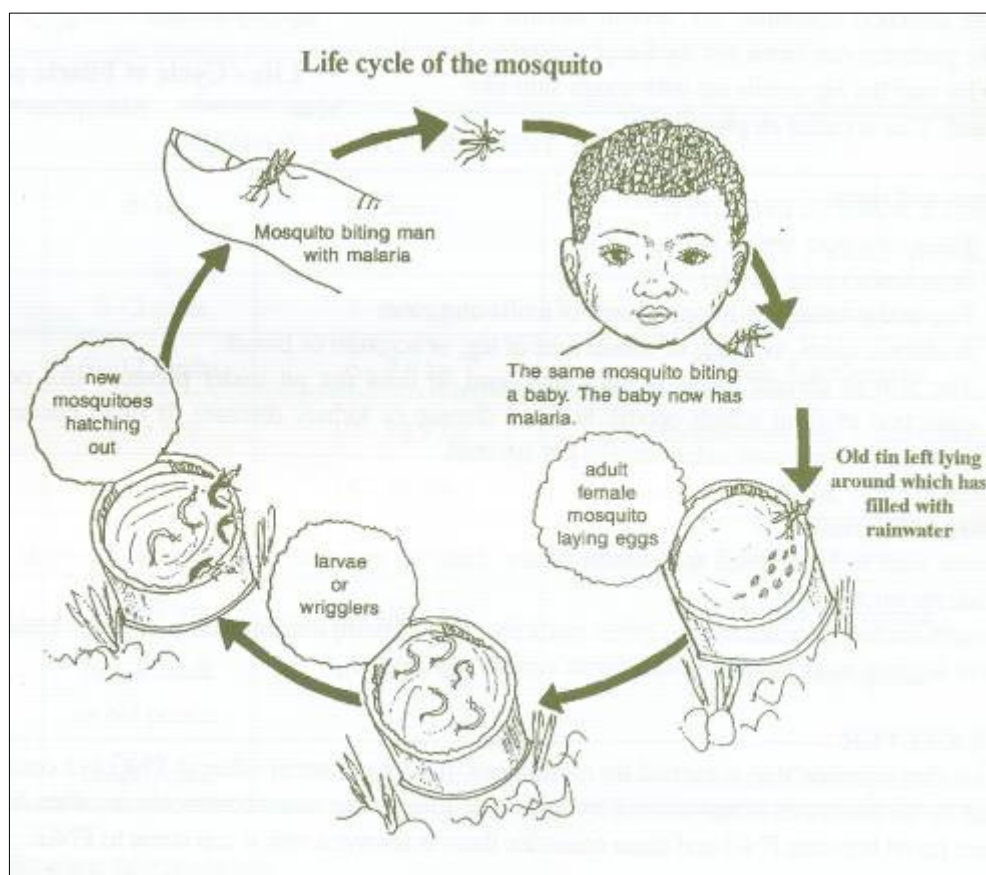 Life cycle of the mosquito
Mosquito biting man
with malaria
The same mosquito biting
a baby. The baby now has
malaria.
Old tin left lying
around which has
filled with
rainwater
adult
female
mosquito
laying eggs
larvae
or
wrigglers
new
mosquitoes
hatching
out